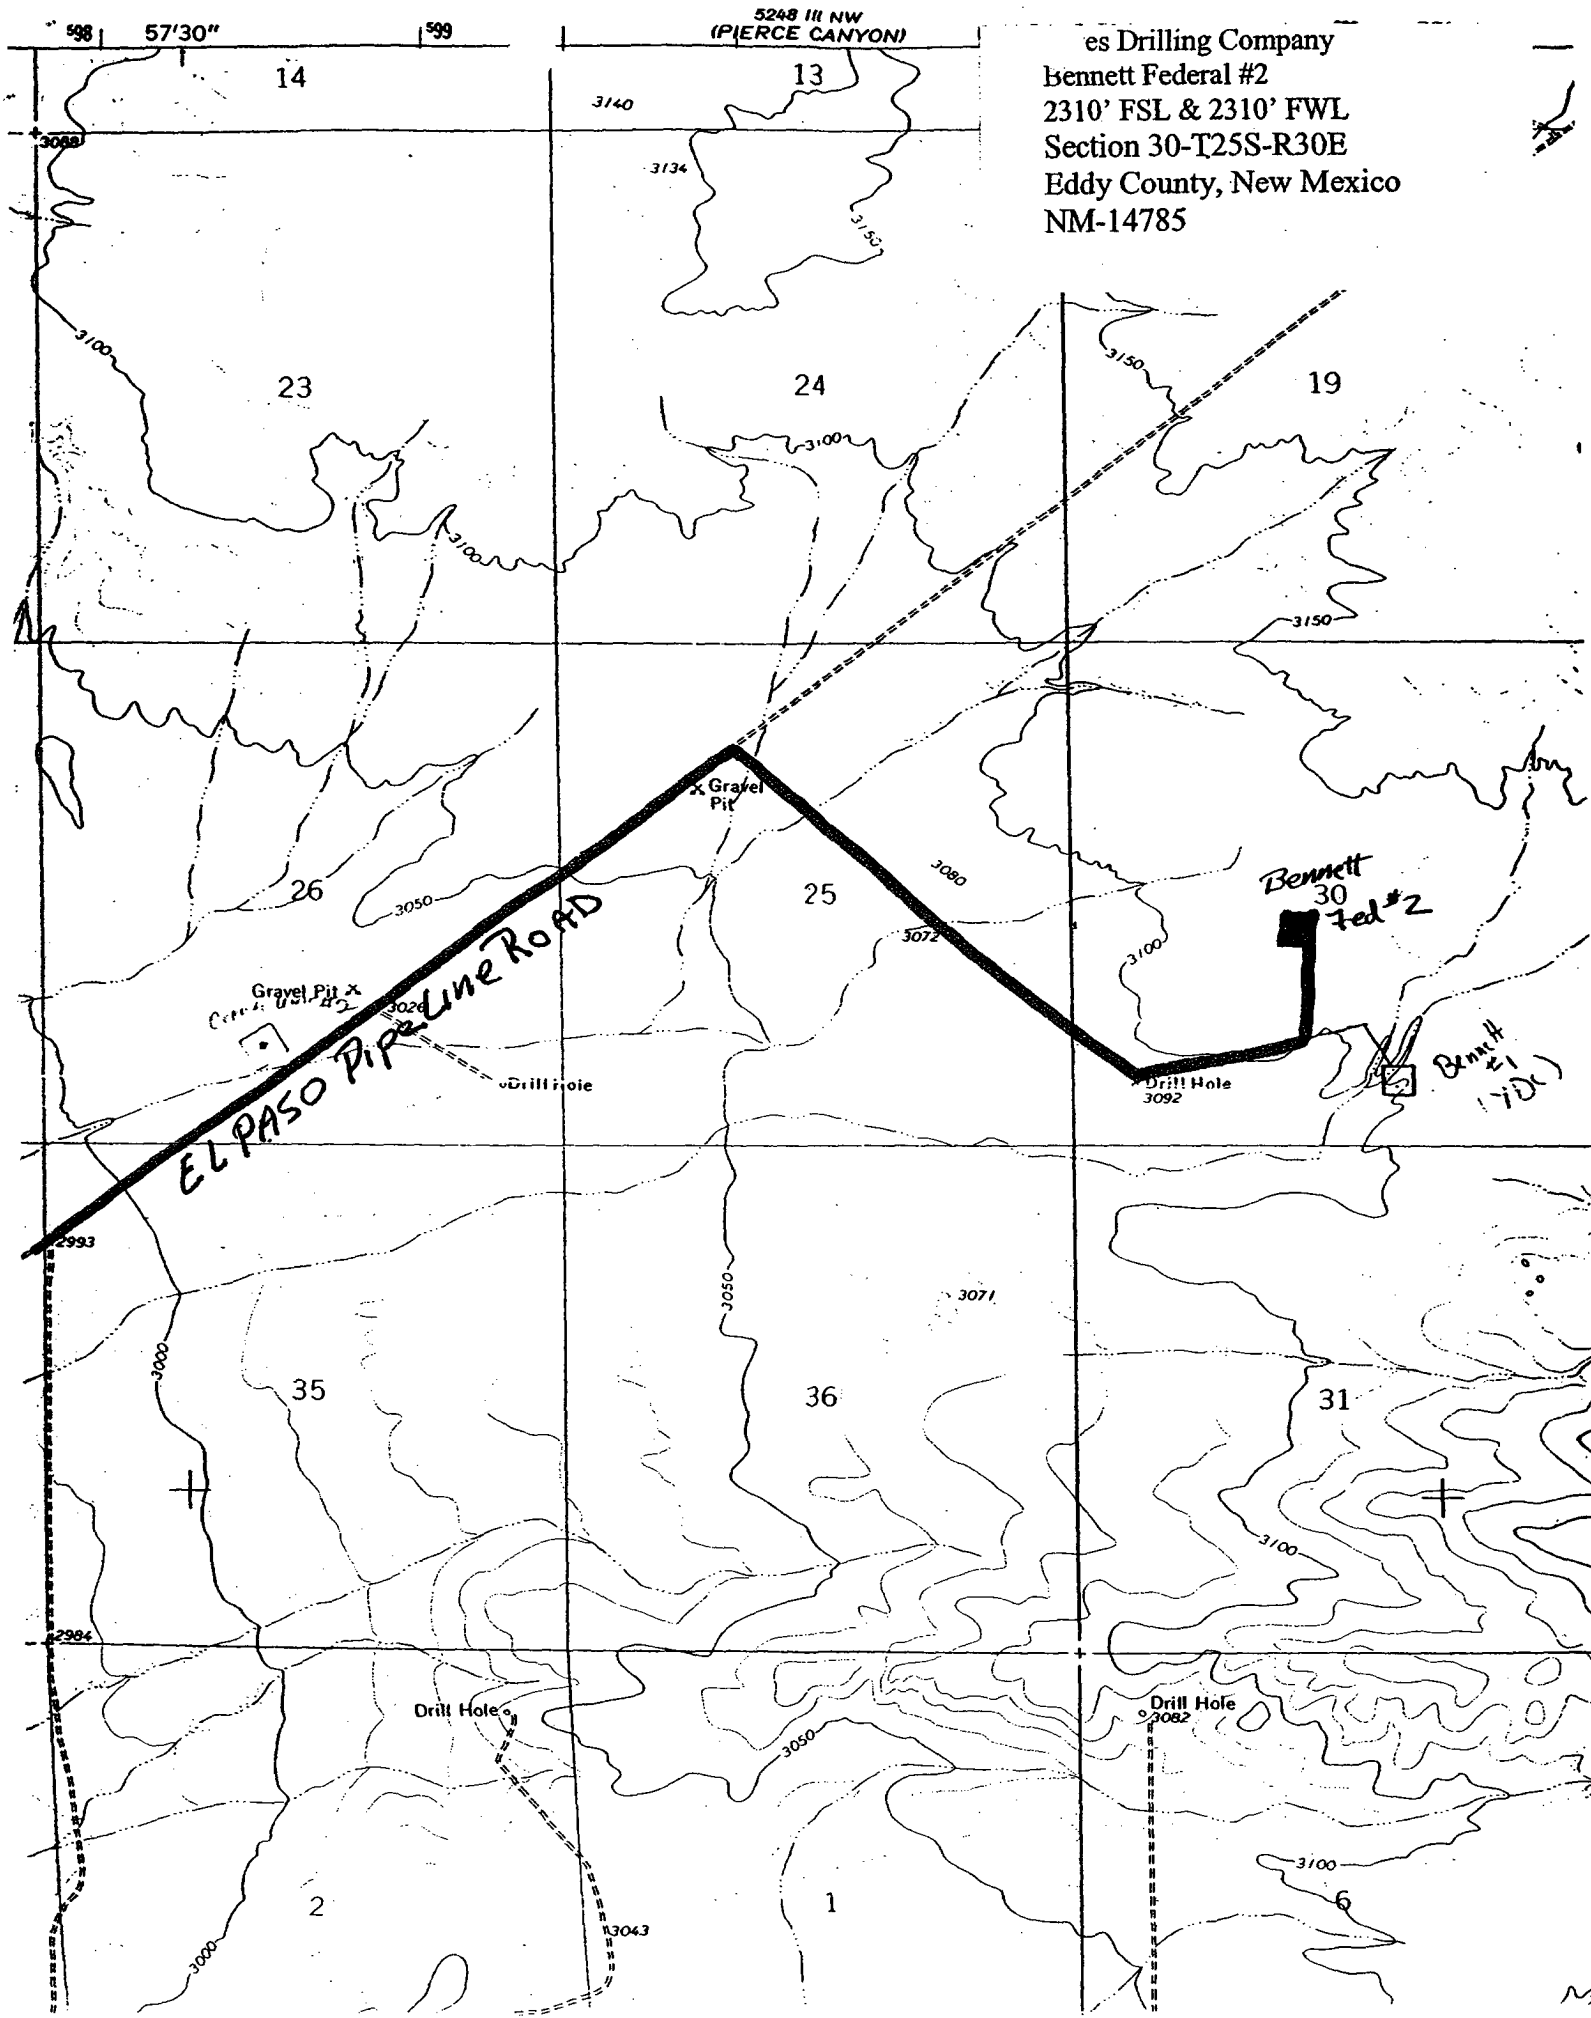 598 57'30" 599
5248 III NW
(PIERCE CANYON)
es Drilling Company
Bennett Federal #2
2310' FSL & 2310' FWL
Section 30-T25S-R30E
Eddy County, New Mexico
NM-14785
14
13
3140
3134
3150
3100
3150
23
24
19
3100
3100
3150
Gravel
Pit
26
25
3080
Bennett
30
Fed #2
3050
3072
3100
EL PASO PipeLine ROAD
Gravel Pit
3026
Drill Hole
Drill Hole
3092
Bennett
#1
2993
3050
3071
3000
35
36
31
3100
2984
Drill Hole
Drill Hole
3082
3050
3100
2
1
6
3043
3000